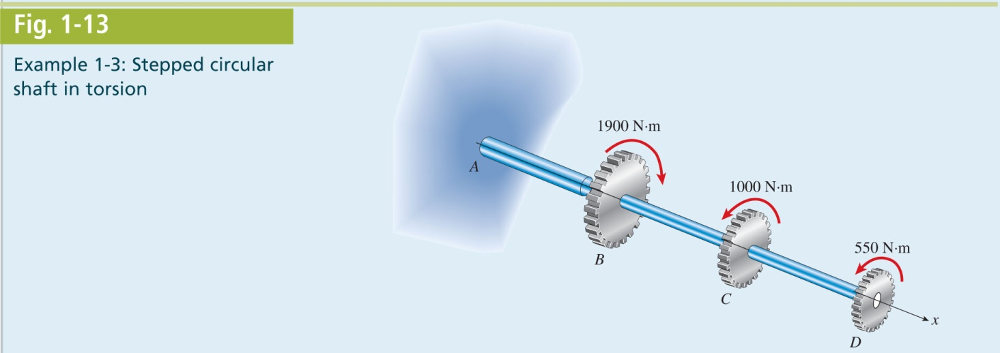 Fig. 1-13
Example 1-3: Stepped circular
shaft in torsion
1900 N·m
A
1000 N·m
B
550 N·m
C
x
D